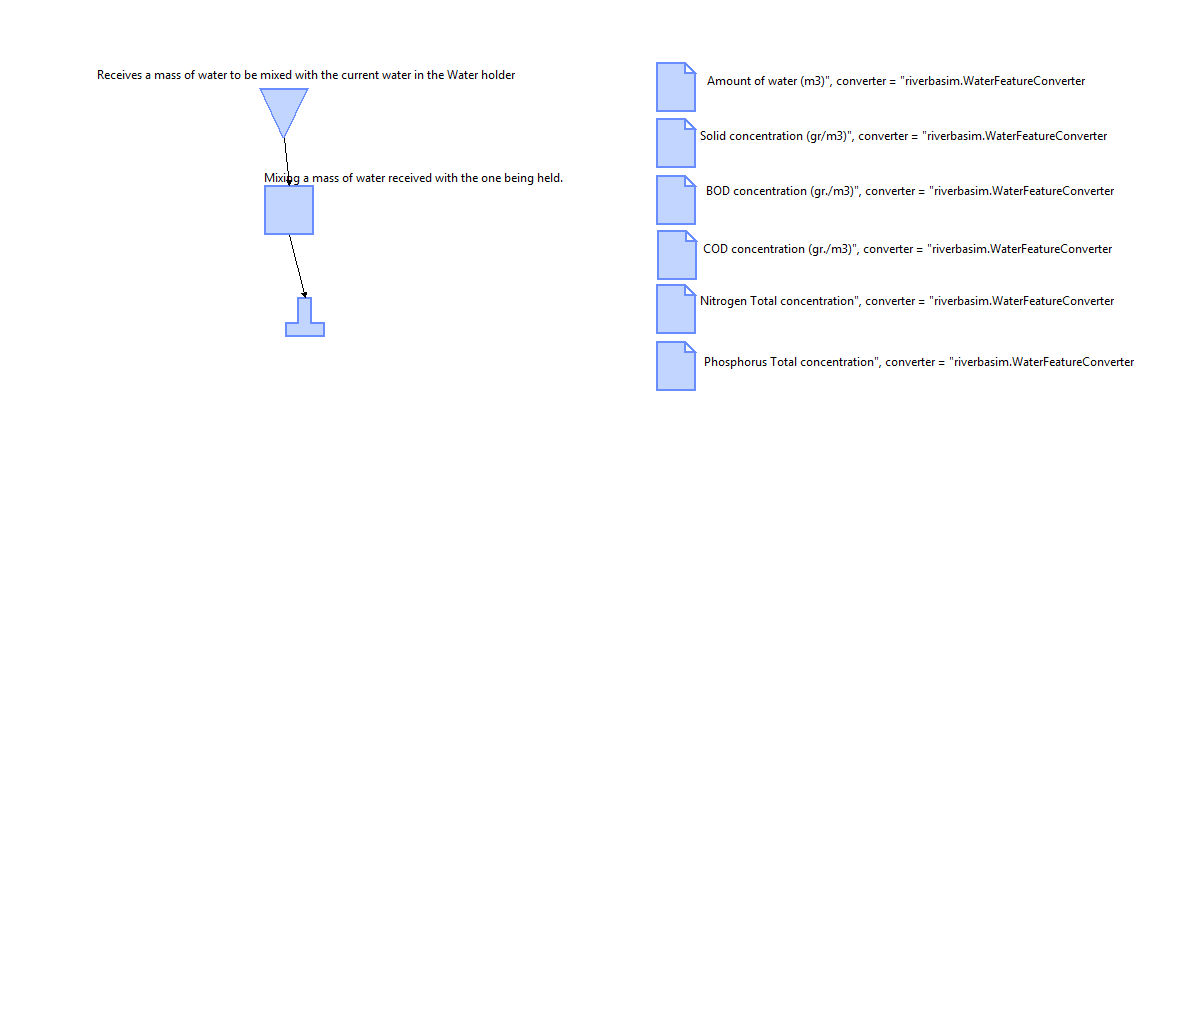 Receives a mass of water to be mixed with the current water in the Water holder
Mixing a mass of water received with the one being held.
Amount of water (m3)", converter = "riverbasim.WaterFeatureConverter
Solid concentration (gr/m3)", converter = "riverbasim.WaterFeatureConverter
BOD concentration (gr./m3)", converter = "riverbasim.WaterFeatureConverter
COD concentration (gr./m3)", converter = "riverbasim.WaterFeatureConverter
Nitrogen Total concentration", converter = "riverbasim.WaterFeatureConverter
Phosphorus Total concentration", converter = "riverbasim.WaterFeatureConverter